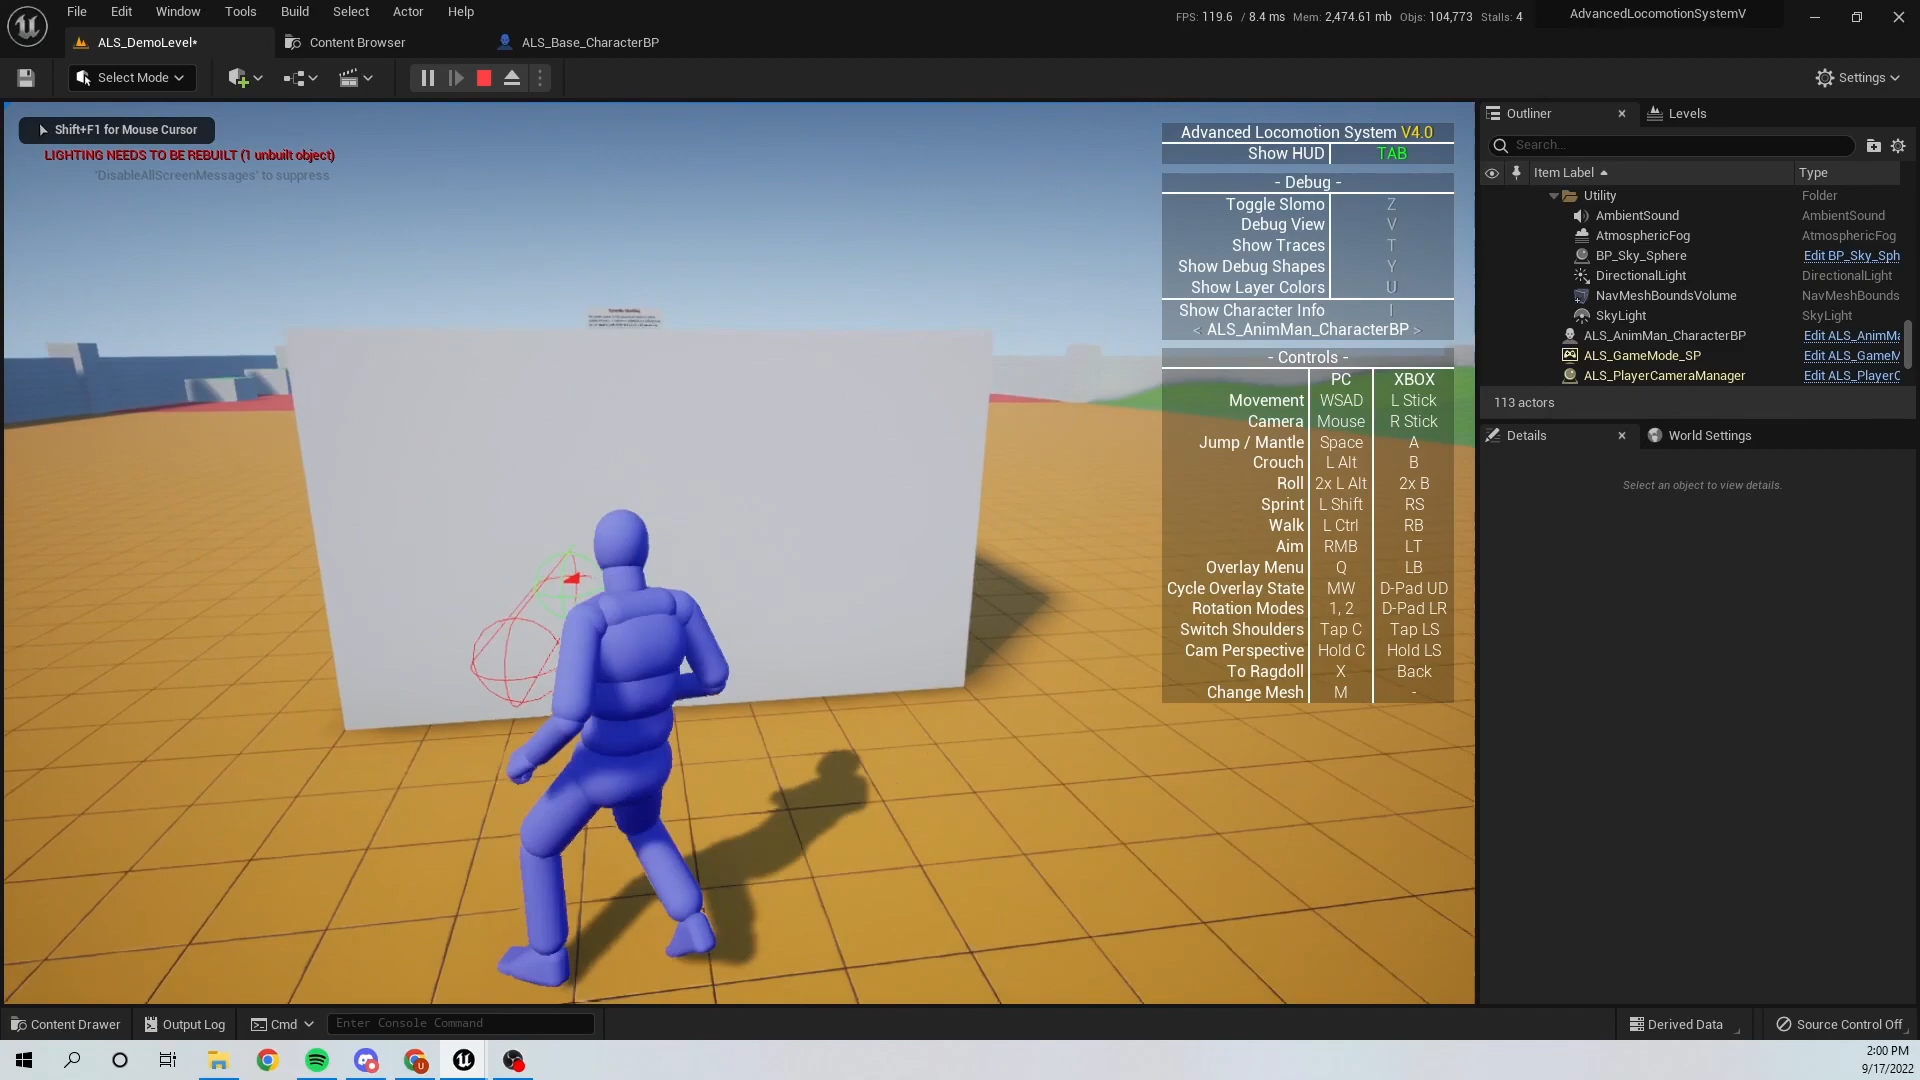 File Edit Window Tools Build Select Actor Help
FPS: 119.6 / 8.4 ms Mem: 2,474.61 mb Objs: 104,773 Stalls: 4
AdvancedLocomotionSystemV
ALS_DemoLevel*
Content Browser
ALS_Base_CharacterBP
Select Mode
Settings
Shift+F1 for Mouse Cursor
LIGHTING NEEDS TO BE REBUILT (1 unbuilt object)
'DisableAllScreenMessages' to suppress
Advanced Locomotion System V4.0
Show HUD TAB
- Debug -
Toggle Slomo Z
Debug View V
Show Traces T
Show Debug Shapes Y
Show Layer Colors U
Show Character Info I
< ALS_AnimMan_CharacterBP >
- Controls -
PC XBOX
Movement WSAD L Stick
Camera Mouse R Stick
Jump / Mantle Space A
Crouch L Alt B
Roll 2x L Alt 2x B
Sprint L Shift RS
Walk L Ctrl RB
Aim RMB LT
Overlay Menu Q LB
Cycle Overlay State MW D-Pad UD
Rotation Modes 1, 2 D-Pad LR
Switch Shoulders Tap C Tap LS
Cam Perspective Hold C Hold LS
To Ragdoll X Back
Change Mesh M -
Outliner
Levels
Search...
Item Label Type
Utility Folder
AmbientSound AmbientSound
AtmosphericFog AtmosphericFog
BP_Sky_Sphere Edit BP_Sky_Sph
DirectionalLight DirectionalLight
NavMeshBoundsVolume NavMeshBounds
SkyLight SkyLight
ALS_AnimMan_CharacterBP Edit ALS_AnimMa
ALS_GameMode_SP Edit ALS_GameM
ALS_PlayerCameraManager Edit ALS_PlayerC
113 actors
Details
World Settings
Select an object to view details.
Content Drawer
Output Log
Cmd
Enter Console Command
Derived Data
Source Control Off
2:00 PM
9/17/2022